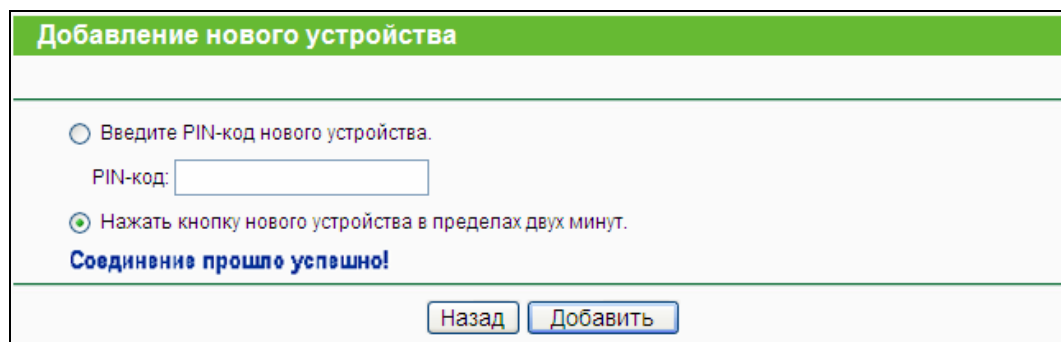 Добавление нового устройства
Введите PIN-код нового устройства.
PIN-код:
Нажать кнопку нового устройства в пределах двух минут.
Соединение прошло успешно!
Назад Добавить